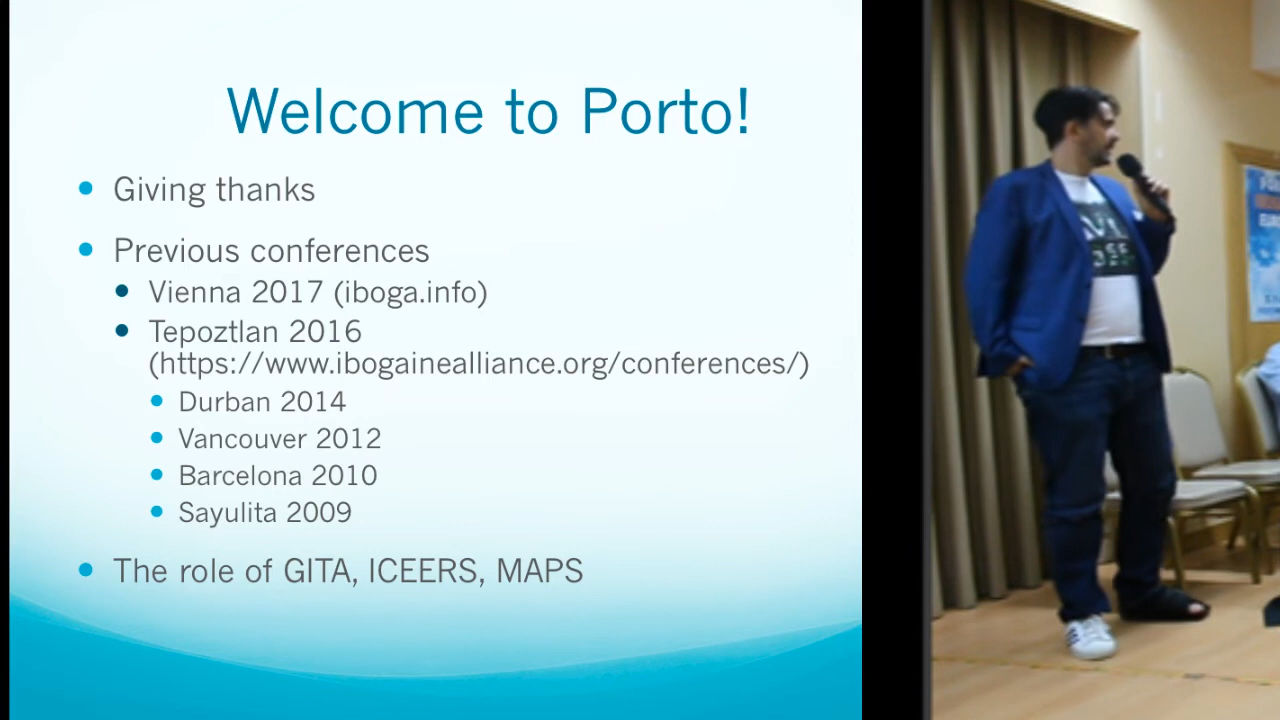 Welcome to Porto!
Giving thanks
Previous conferences
Vienna 2017 (iboga.info)
Tepoztlan 2016
(https://www.ibogainealliance.org/conferences/)
Durban 2014
Vancouver 2012
Barcelona 2010
Sayulita 2009
The role of GITA, ICEERS, MAPS